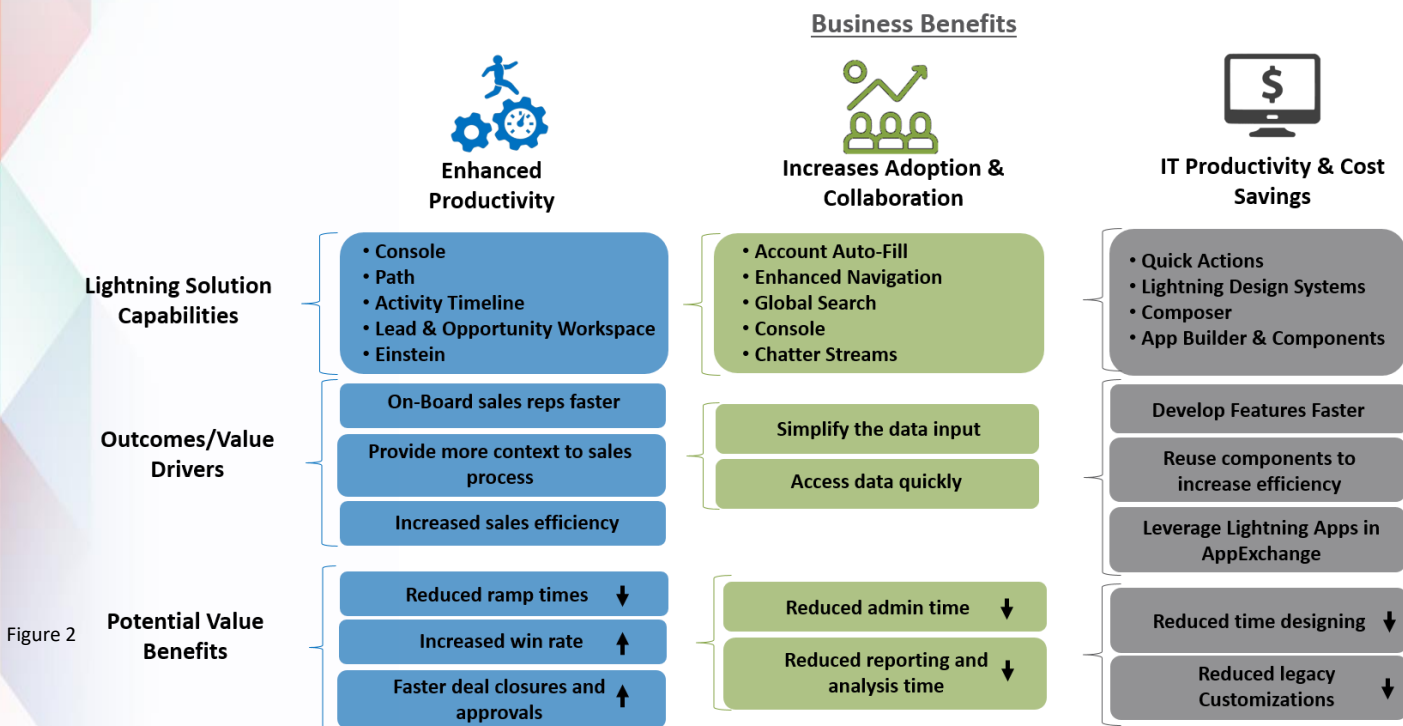 Business Benefits
Enhanced
Productivity
Increases Adoption &
Collaboration
$
IT Productivity & Cost
Savings
Lightning Solution
Capabilities
• Console
• Path
• Activity Timeline
• Lead & Opportunity Workspace
• Einstein
• Account Auto-Fill
• Enhanced Navigation
• Global Search
• Console
• Chatter Streams
• Quick Actions
• Lightning Design Systems
• Composer
• App Builder & Components
Outcomes/Value
Drivers
On-Board sales reps faster
Provide more context to sales
process
Increased sales efficiency
Simplify the data input
Access data quickly
Develop Features Faster
Reuse components to
increase efficiency
Leverage Lightning Apps in
AppExchange
Figure 2
Potential Value
Benefits
Reduced ramp times
Increased win rate
Faster deal closures and
approvals
Reduced admin time
Reduced reporting and
analysis time
Reduced time designing
Reduced legacy
Customizations